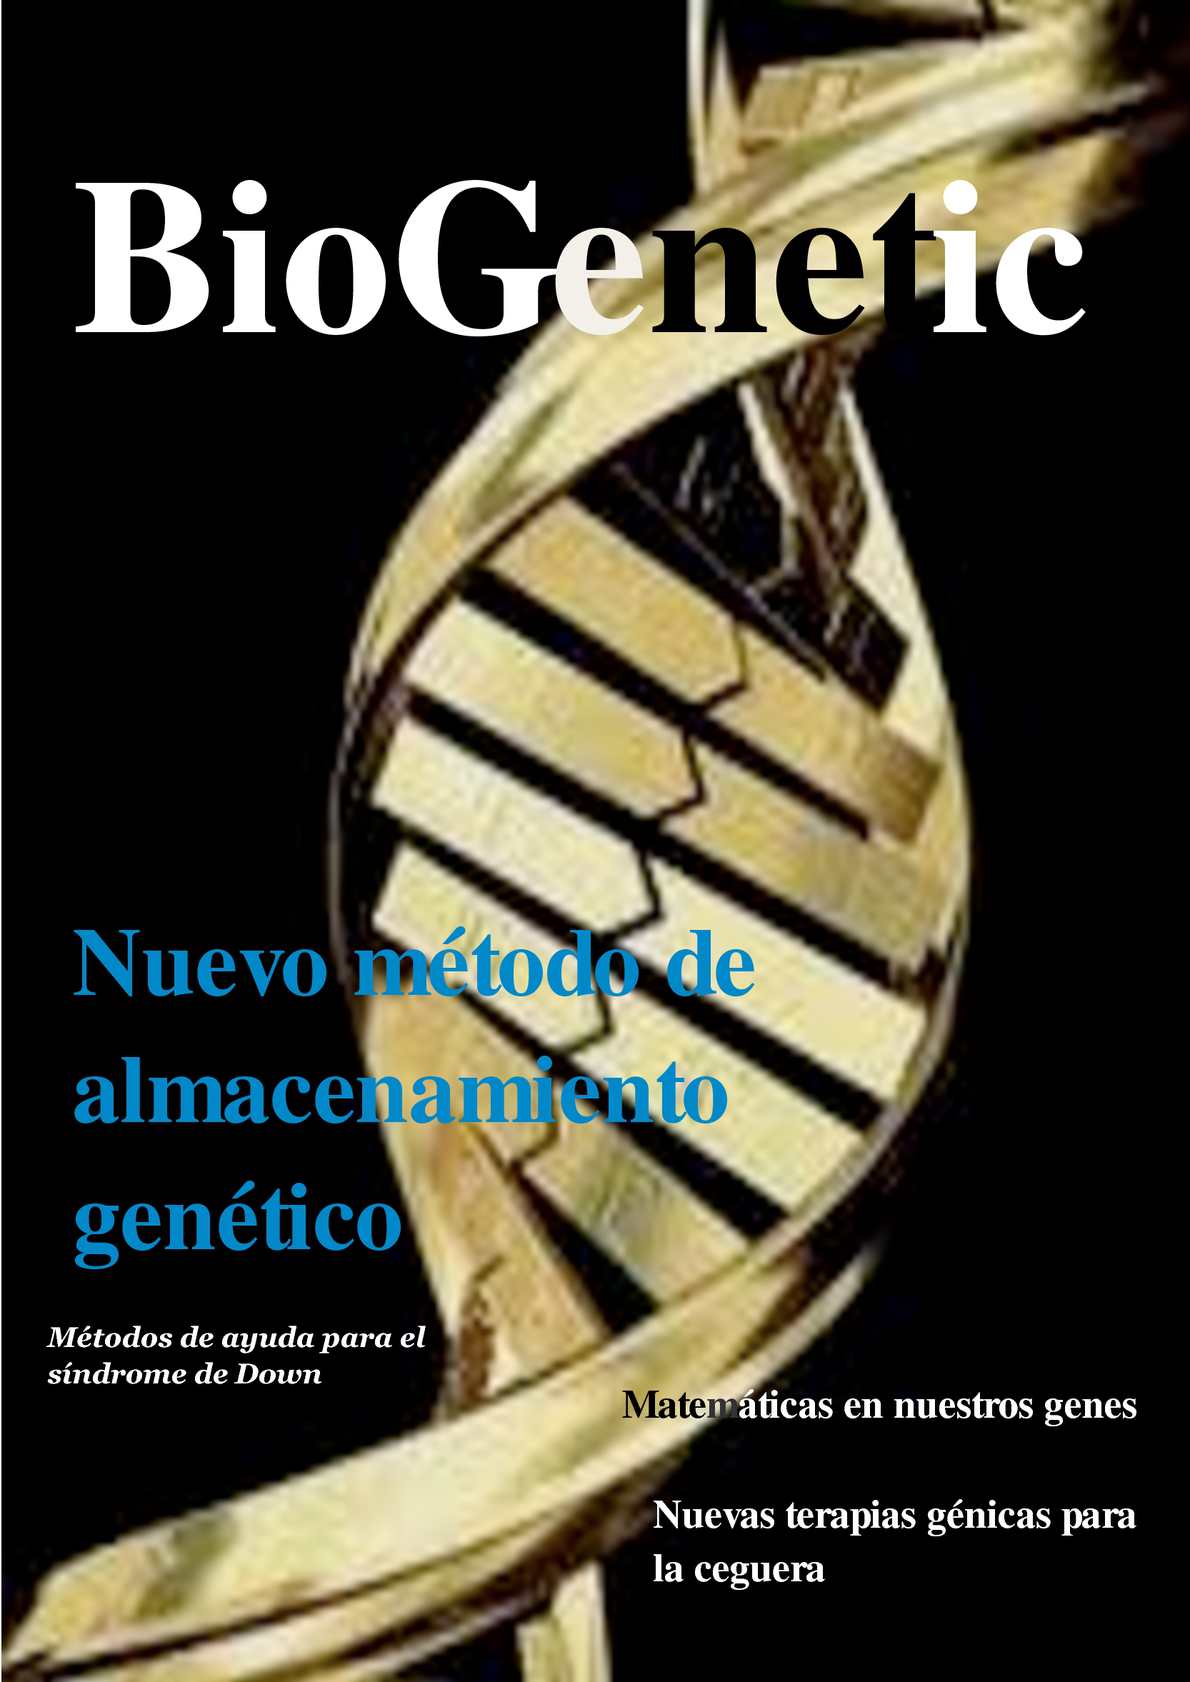 BioGenetic
Nuevo método de
almacenamiento
genético
Métodos de ayuda para el
síndrome de Down
Matemáticas en nuestros genes
Nuevas terapias génicas para
la ceguera